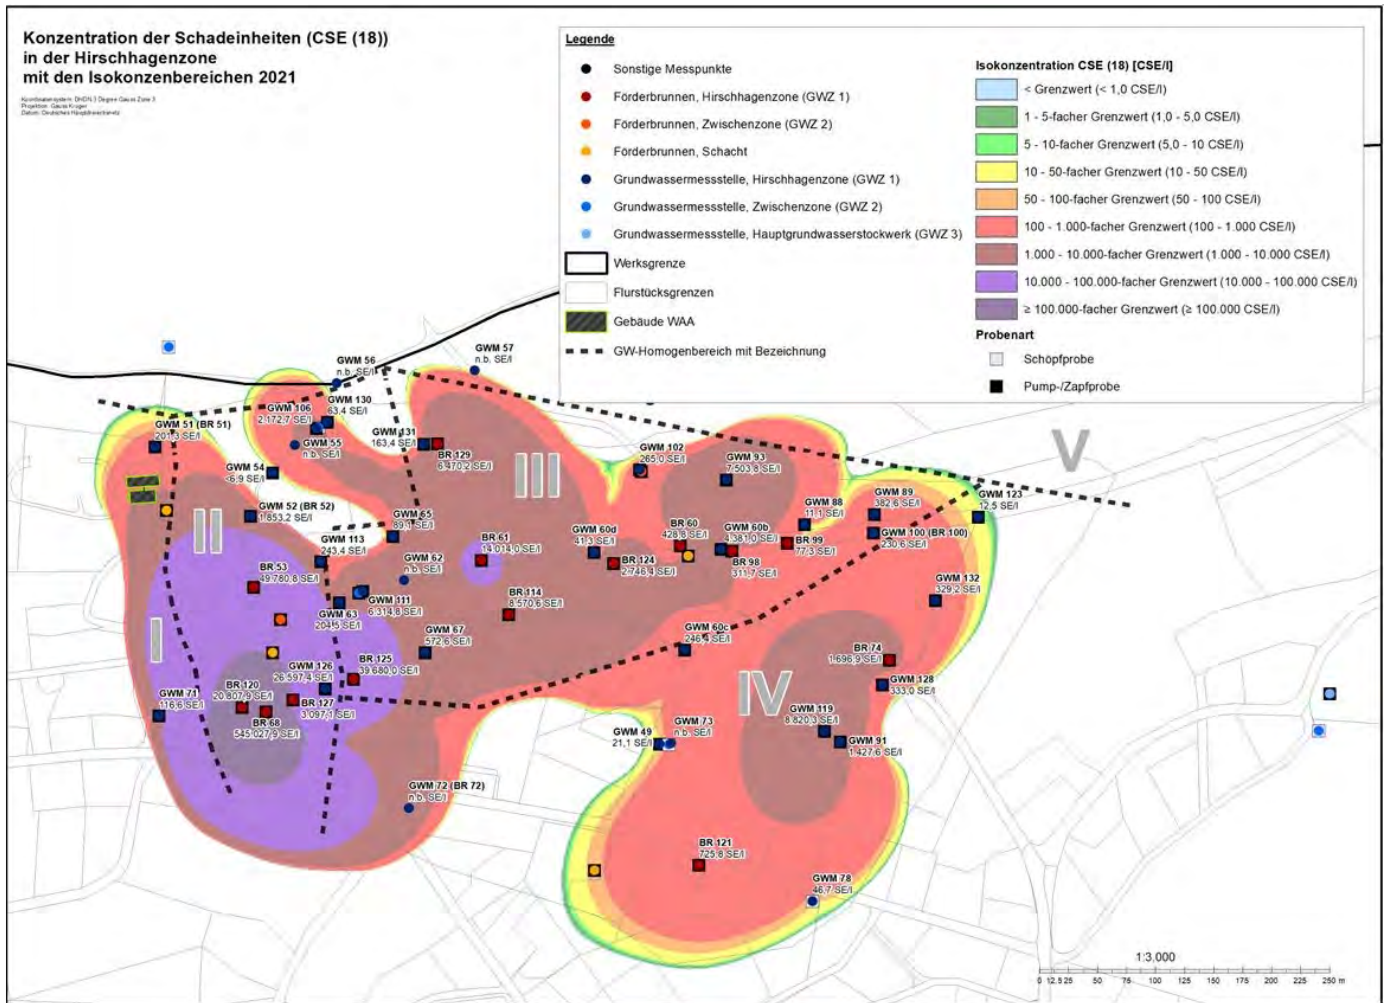 Konzentration der Schadeinheiten (CSE (18))
in der Hirschhagenzone
mit den Isokonzenbereichen 2021
Koordinatensystem: DHDN 3 Degree Gauss Zone 3
Projektion: Gauss Krüger
Datum: Deutsches Hauptdreiecksnetz
Legende
Sonstige Messpunkte
Förderbrunnen, Hirschhagenzone (GWZ 1)
Förderbrunnen, Zwischenzone (GWZ 2)
Förderbrunnen, Schacht
Grundwassermessstelle, Hirschhagenzone (GWZ 1)
Grundwassermessstelle, Zwischenzone (GWZ 2)
Grundwassermessstelle, Hauptgrundwasserstockwerk (GWZ 3)
Werksgrenze
Flurstücksgrenzen
Gebäude WAA
GW-Homogenbereich mit Bezeichnung
Isokonzentration CSE (18) [CSE/l]
< Grenzwert (< 1,0 CSE/l)
1 - 5-facher Grenzwert (1,0 - 5,0 CSE/l)
5 - 10-facher Grenzwert (5,0 - 10 CSE/l)
10 - 50-facher Grenzwert (10 - 50 CSE/l)
50 - 100-facher Grenzwert (50 - 100 CSE/l)
100 - 1.000-facher Grenzwert (100 - 1.000 CSE/l)
1.000 - 10.000-facher Grenzwert (1.000 - 10.000 CSE/l)
10.000 - 100.000-facher Grenzwert (10.000 - 100.000 CSE/l)
≥ 100.000-facher Grenzwert (≥ 100.000 CSE/l)
Probenart
Schöpfprobe
Pump-/Zapfprobe
GWM 56
n.b. SE/l
GWM 57
n.b. SE/l
GWM 106
2.172,7 SE/l
GWM 130
63,4 SE/l
GWM 51 (BR 51)
201,3 SE/l
GWM 55
n.b. SE/l
GWM 131
163,4 SE/l
BR 129
6.470,2 SE/l
GWM 54
<6,9 SE/l
GWM 102
265,0 SE/l
GWM 93
7.503,8 SE/l
V
III
II
GWM 52 (BR 52)
1.853,2 SE/l
GWM 65
89,1 SE/l
GWM 88
11,1 SE/l
GWM 89
382,6 SE/l
GWM 123
12,5 SE/l
GWM 113
243,4 SE/l
BR 61
14.014,0 SE/l
GWM 60d
41,3 SE/l
BR 60
428,8 SE/l
GWM 60b
4.381,0 SE/l
BR 99
77,3 SE/l
GWM 100 (BR 100)
230,6 SE/l
GWM 62
n.b. SE/l
BR 53
49.780,8 SE/l
BR 124
2.746,4 SE/l
BR 98
311,7 SE/l
GWM 132
329,2 SE/l
BR 114
8.570,6 SE/l
GWM 111
6.314,8 SE/l
GWM 63
204,5 SE/l
I
GWM 67
572,6 SE/l
GWM 60c
246,4 SE/l
BR 74
1.696,9 SE/l
GWM 126
26.597,4 SE/l
BR 125
39.680,0 SE/l
GWM 128
333,0 SE/l
BR 120
20.807,9 SE/l
IV
GWM 71
116,6 SE/l
BR 127
3.097,1 SE/l
BR 68
545.027,9 SE/l
GWM 119
8.820,3 SE/l
GWM 49
21,1 SE/l
GWM 73
n.b. SE/l
GWM 91
1.427,6 SE/l
GWM 72 (BR 72)
n.b. SE/l
BR 121
725,8 SE/l
GWM 78
46,7 SE/l
1:3.000
0 12,5 25 50 75 100 125 150 175 200 225 250 m